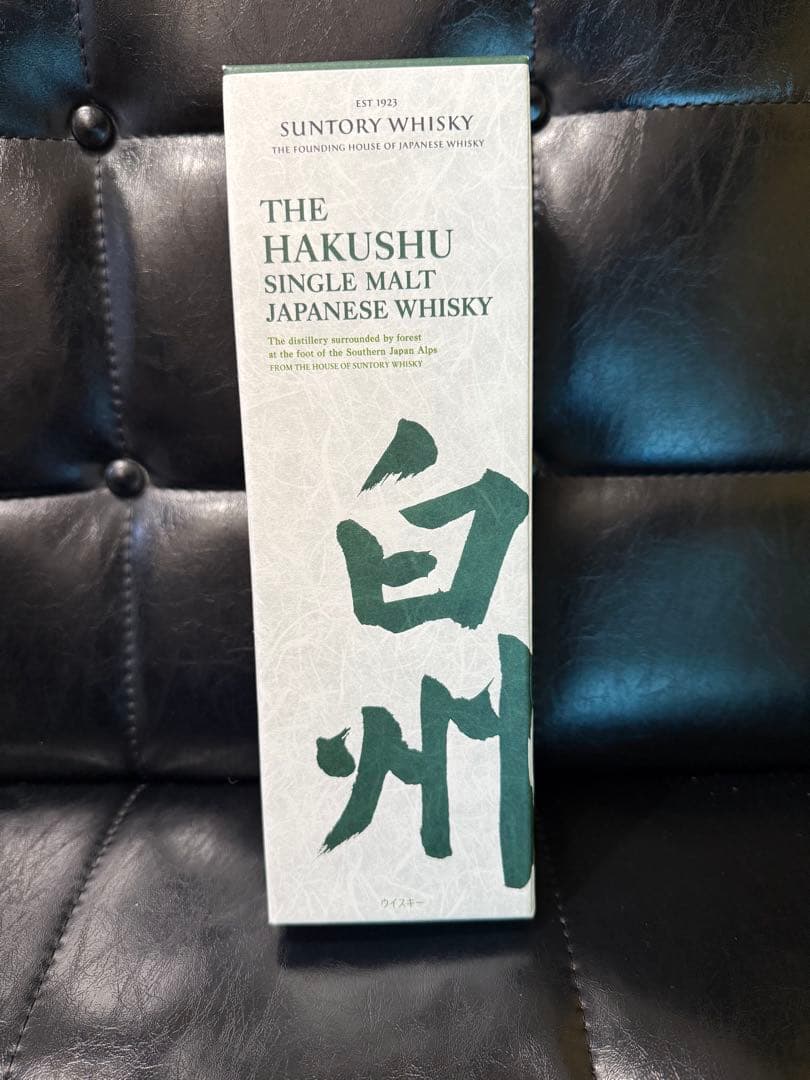 EST 1923
SUNTORY WHISKY
THE FOUNDING HOUSE OF JAPANESE WHISKY
THE
HAKUSHU
SINGLE MALT
JAPANESE WHISKY
The distillery surrounded by forest
at the foot of the Southern Japan Alps
FROM THE HOUSE OF SUNTORY WHISKY
白
州
ウイスキー